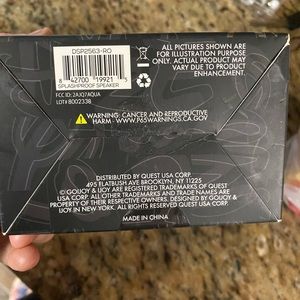 DSP2563-RO
8 42700 19921 5
SPLASHPROOF SPEAKER
FCC ID: 2AJQ7AQUA
LOT# 8002338
ALL PICTURES SHOWN ARE
FOR ILLUSTRATION PURPOSE
ONLY. ACTUAL PRODUCT MAY
VARY DUE TO PRODUCT
ENHANCEMENT.
WARNING: CANCER AND REPRODUCTIVE
HARM - WWW.P65WARNINGS.CA.GOV
DISTRIBUTED BY QUEST USA CORP.
495 FLATBUSH AVE BROOKLYN, NY 11225
© GOIJOY & IJOY ARE REGISTERED TRADEMARKS OF QUEST
USA CORP. ALL OTHER TRADEMARKS AND TRADE NAMES ARE
PROPERTY OF THEIR RESPECTIVE OWNERS. DESIGNED BY GOIJOY &
IJOY IN NEW YORK. ALL RIGHTS RESERVED BY QUEST USA CORP.
MADE IN CHINA